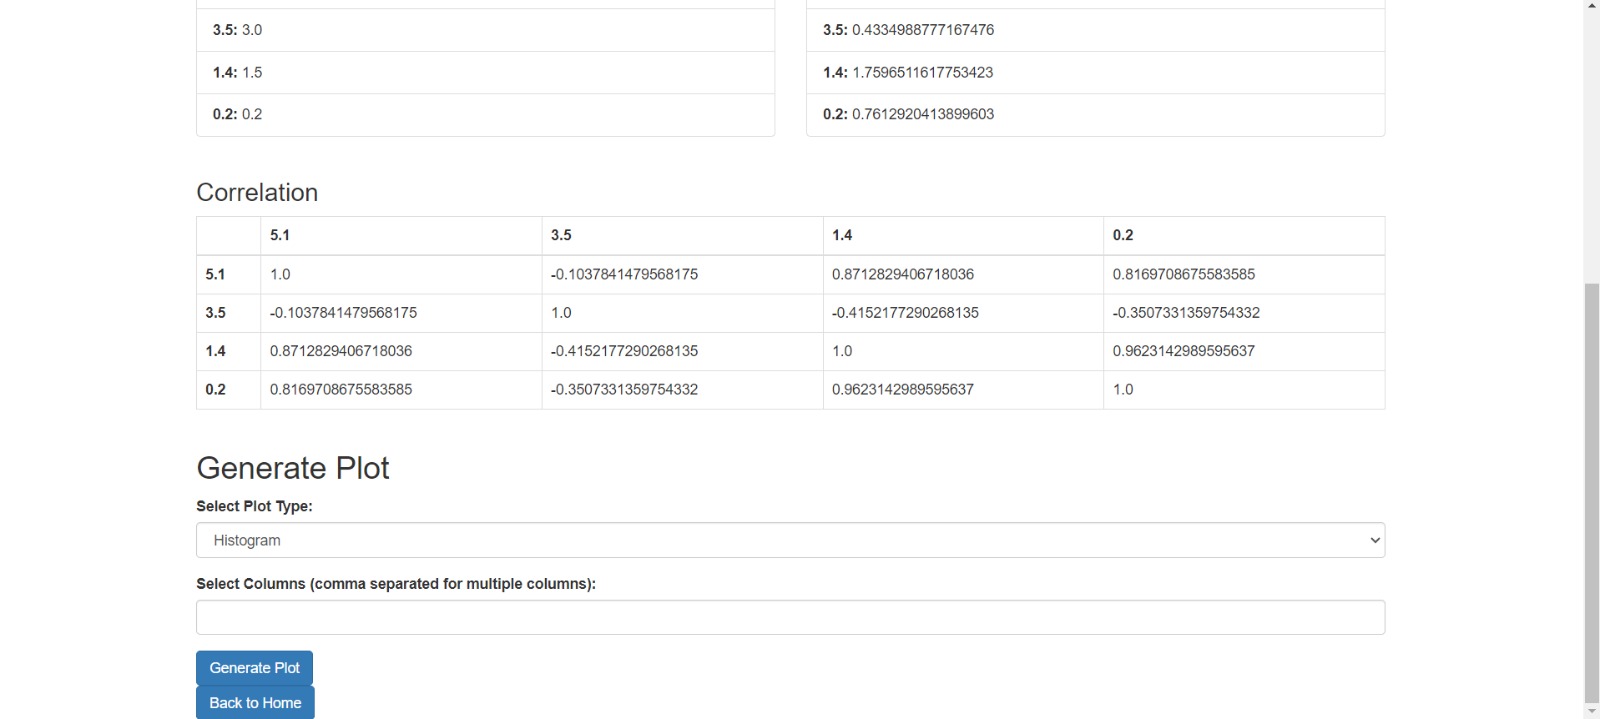 3.5: 3.0
3.5: 0.4334988777167476
1.4: 1.5
1.4: 1.7596511617753423
0.2: 0.2
0.2: 0.7612920413899603
Correlation
5.1 3.5 1.4 0.2
5.1 1.0 -0.1037841479568175 0.8712829406718036 0.8169708675583585
3.5 -0.1037841479568175 1.0 -0.4152177290268135 -0.3507331359754332
1.4 0.8712829406718036 -0.4152177290268135 1.0 0.9623142989595637
0.2 0.8169708675583585 -0.3507331359754332 0.9623142989595637 1.0
Generate Plot
Select Plot Type:
Histogram
Select Columns (comma separated for multiple columns):
Generate Plot
Back to Home